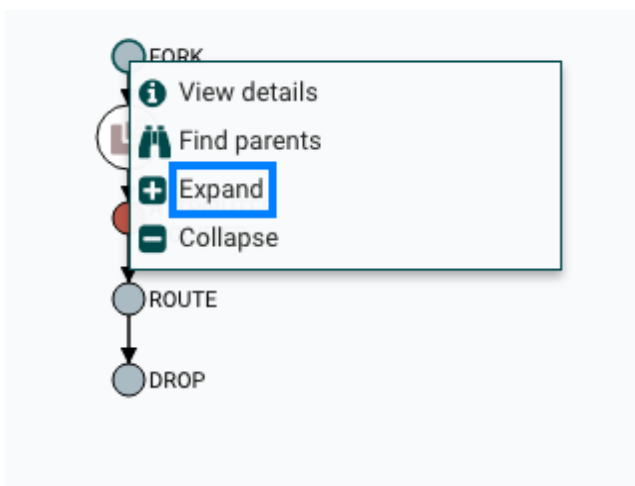 FORK
View details
Find parents
Expand
Collapse
ROUTE
DROP